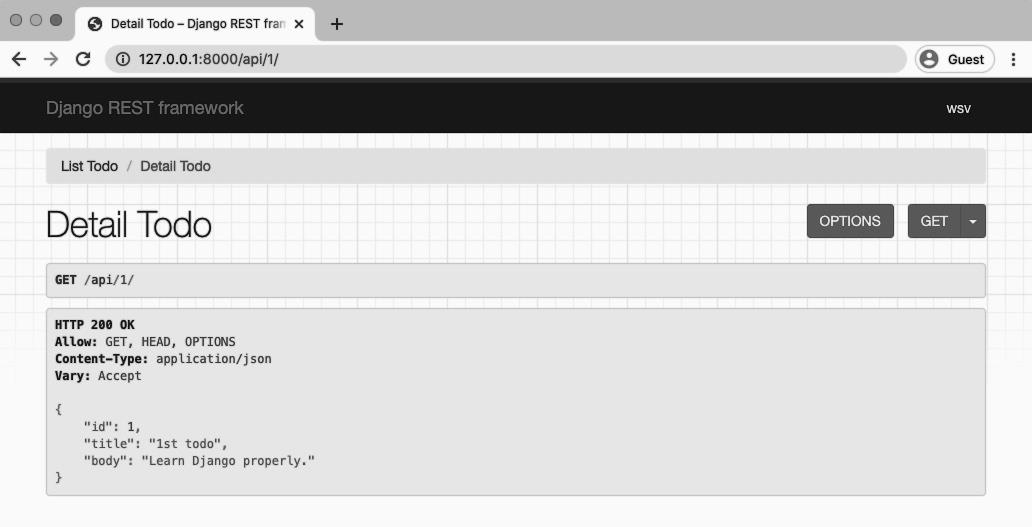 Detail Todo – Django REST fran
127.0.0.1:8000/api/1/
Guest
Django REST framework
wsv
List Todo / Detail Todo
Detail Todo
OPTIONS
GET
GET /api/1/
HTTP 200 OK
Allow: GET, HEAD, OPTIONS
Content-Type: application/json
Vary: Accept
{
    "id": 1,
    "title": "1st todo",
    "body": "Learn Django properly."
}